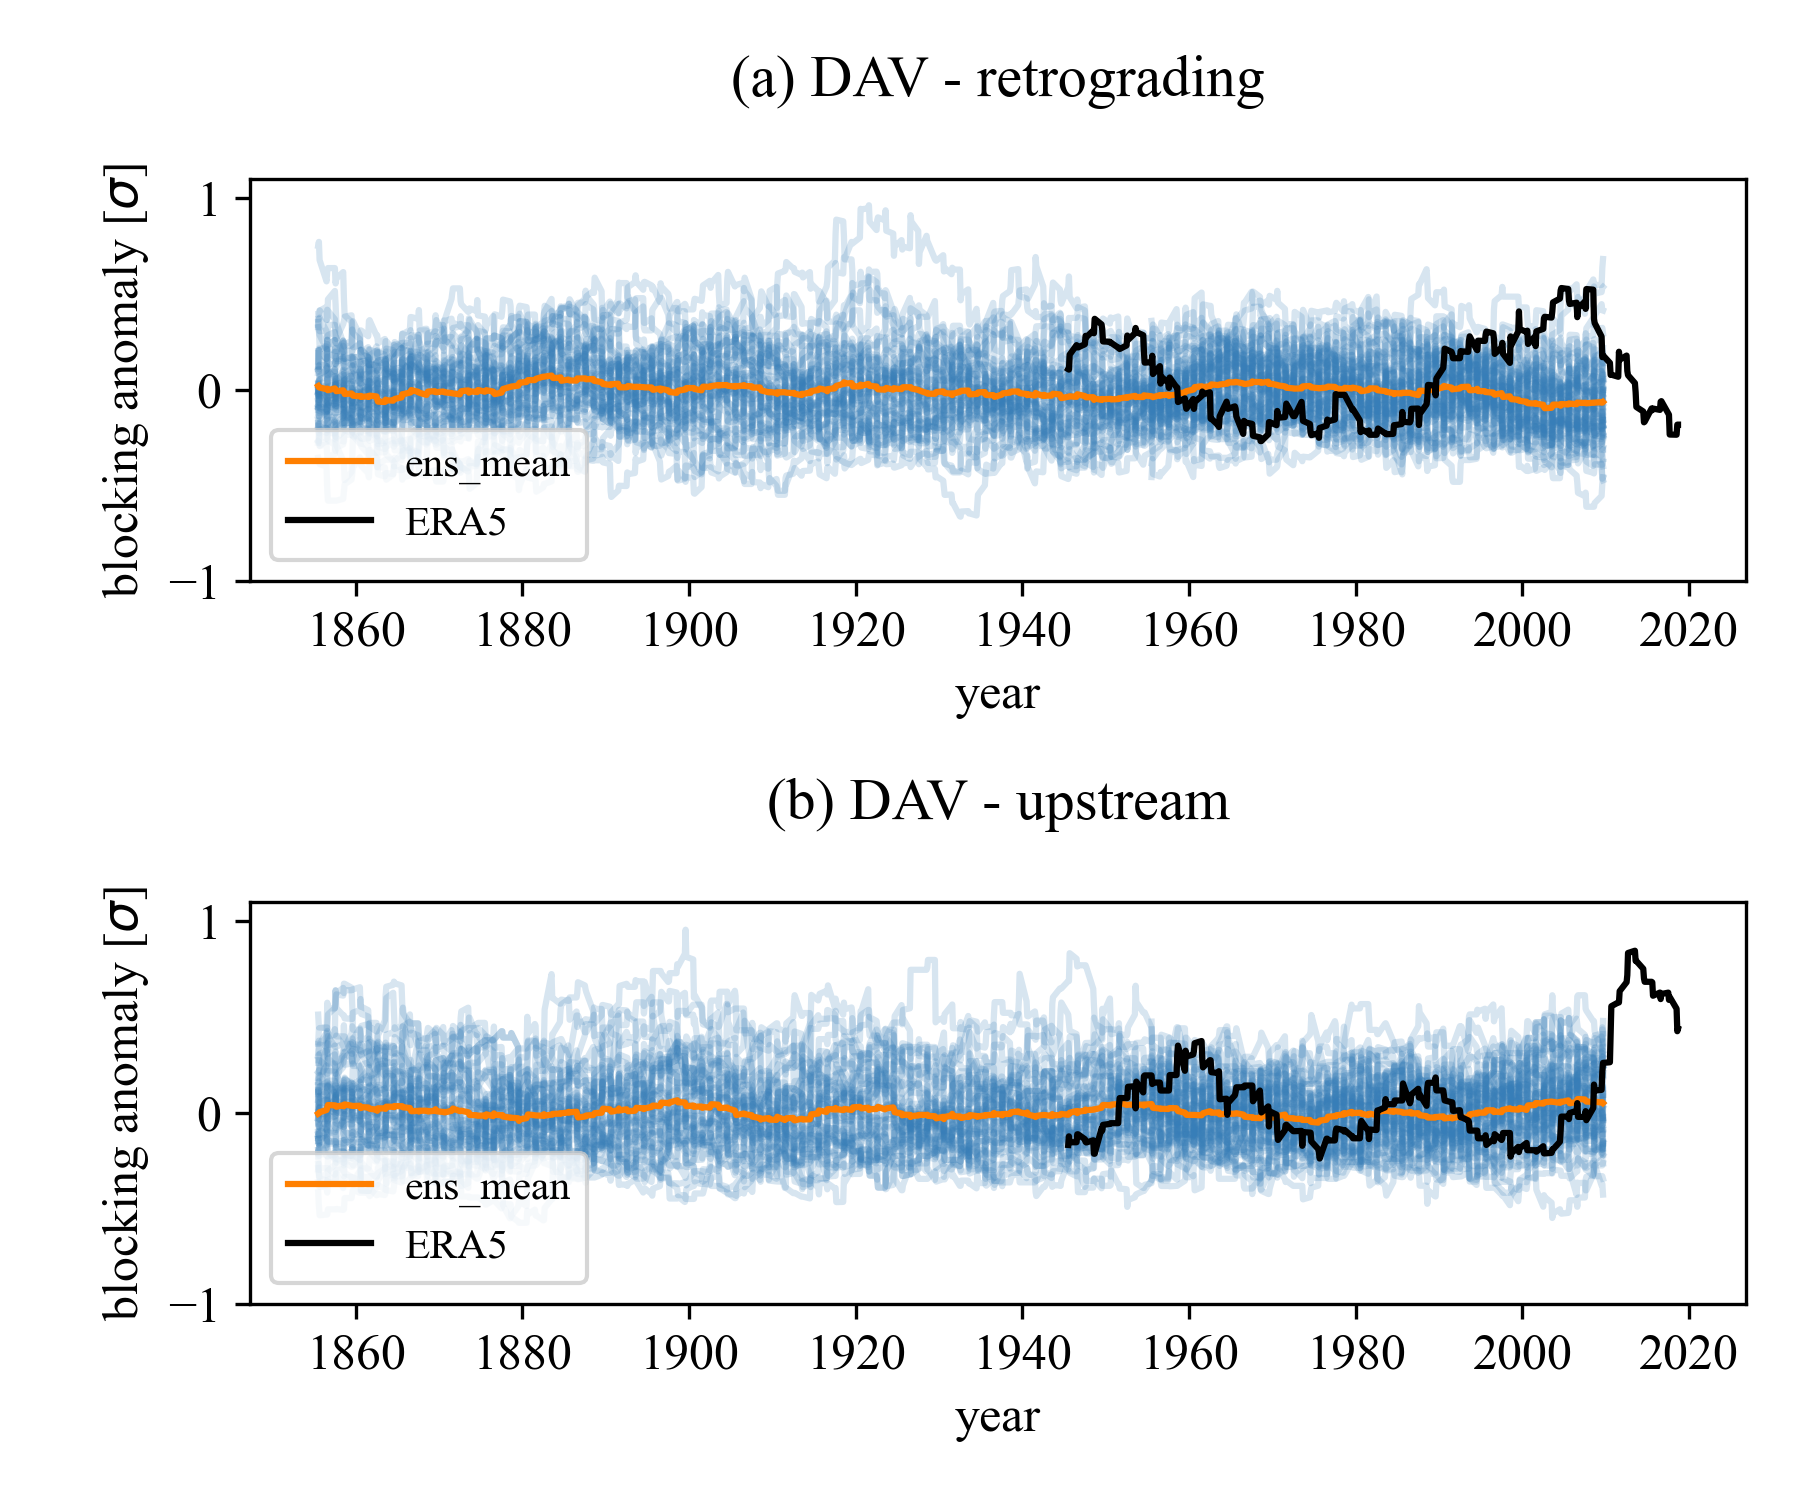 (a) DAV - retrograding
blocking anomaly [σ]
1
0
−1
ens_mean
ERA5
1860 1880 1900 1920 1940 1960 1980 2000 2020
year
(b) DAV - upstream
blocking anomaly [σ]
1
0
−1
ens_mean
ERA5
1860 1880 1900 1920 1940 1960 1980 2000 2020
year